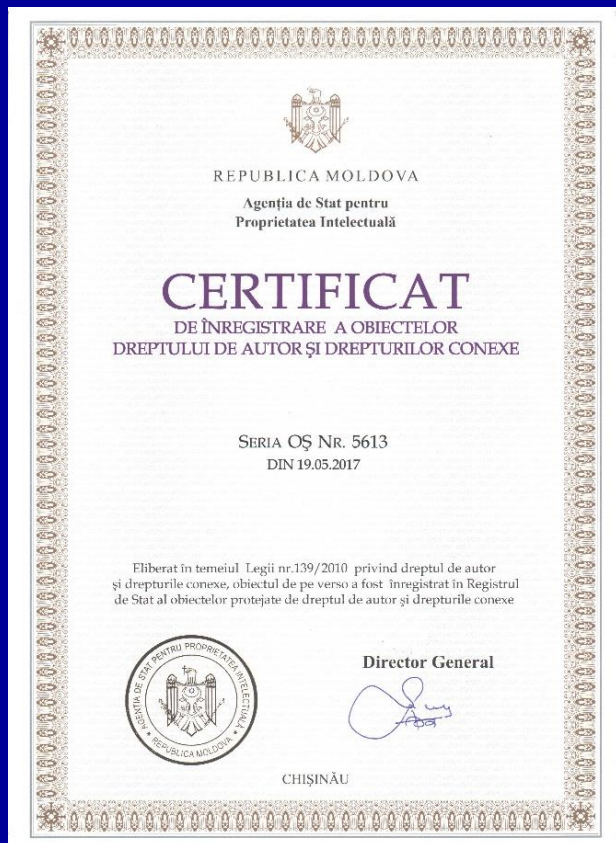 REPUBLICA MOLDOVA
Agenția de Stat pentru
Proprietatea Intelectuală
CERTIFICAT
DE ÎNREGISTRARE A OBIECTELOR
DREPTULUI DE AUTOR ŞI DREPTURILOR CONEXE
SERIA OŞ NR. 5613
DIN 19.05.2017
Eliberat în temeiul Legii nr.139/2010 privind dreptul de autor
şi drepturile conexe, obiectul de pe verso a fost înregistrat în Registrul
de Stat al obiectelor protejate de dreptul de autor şi drepturile conexe
AGENȚIA DE STAT PENTRU PROPRIETATEA INTELECTUALĂ
REPUBLICA MOLDOVA
Director General
CHIŞINĂU